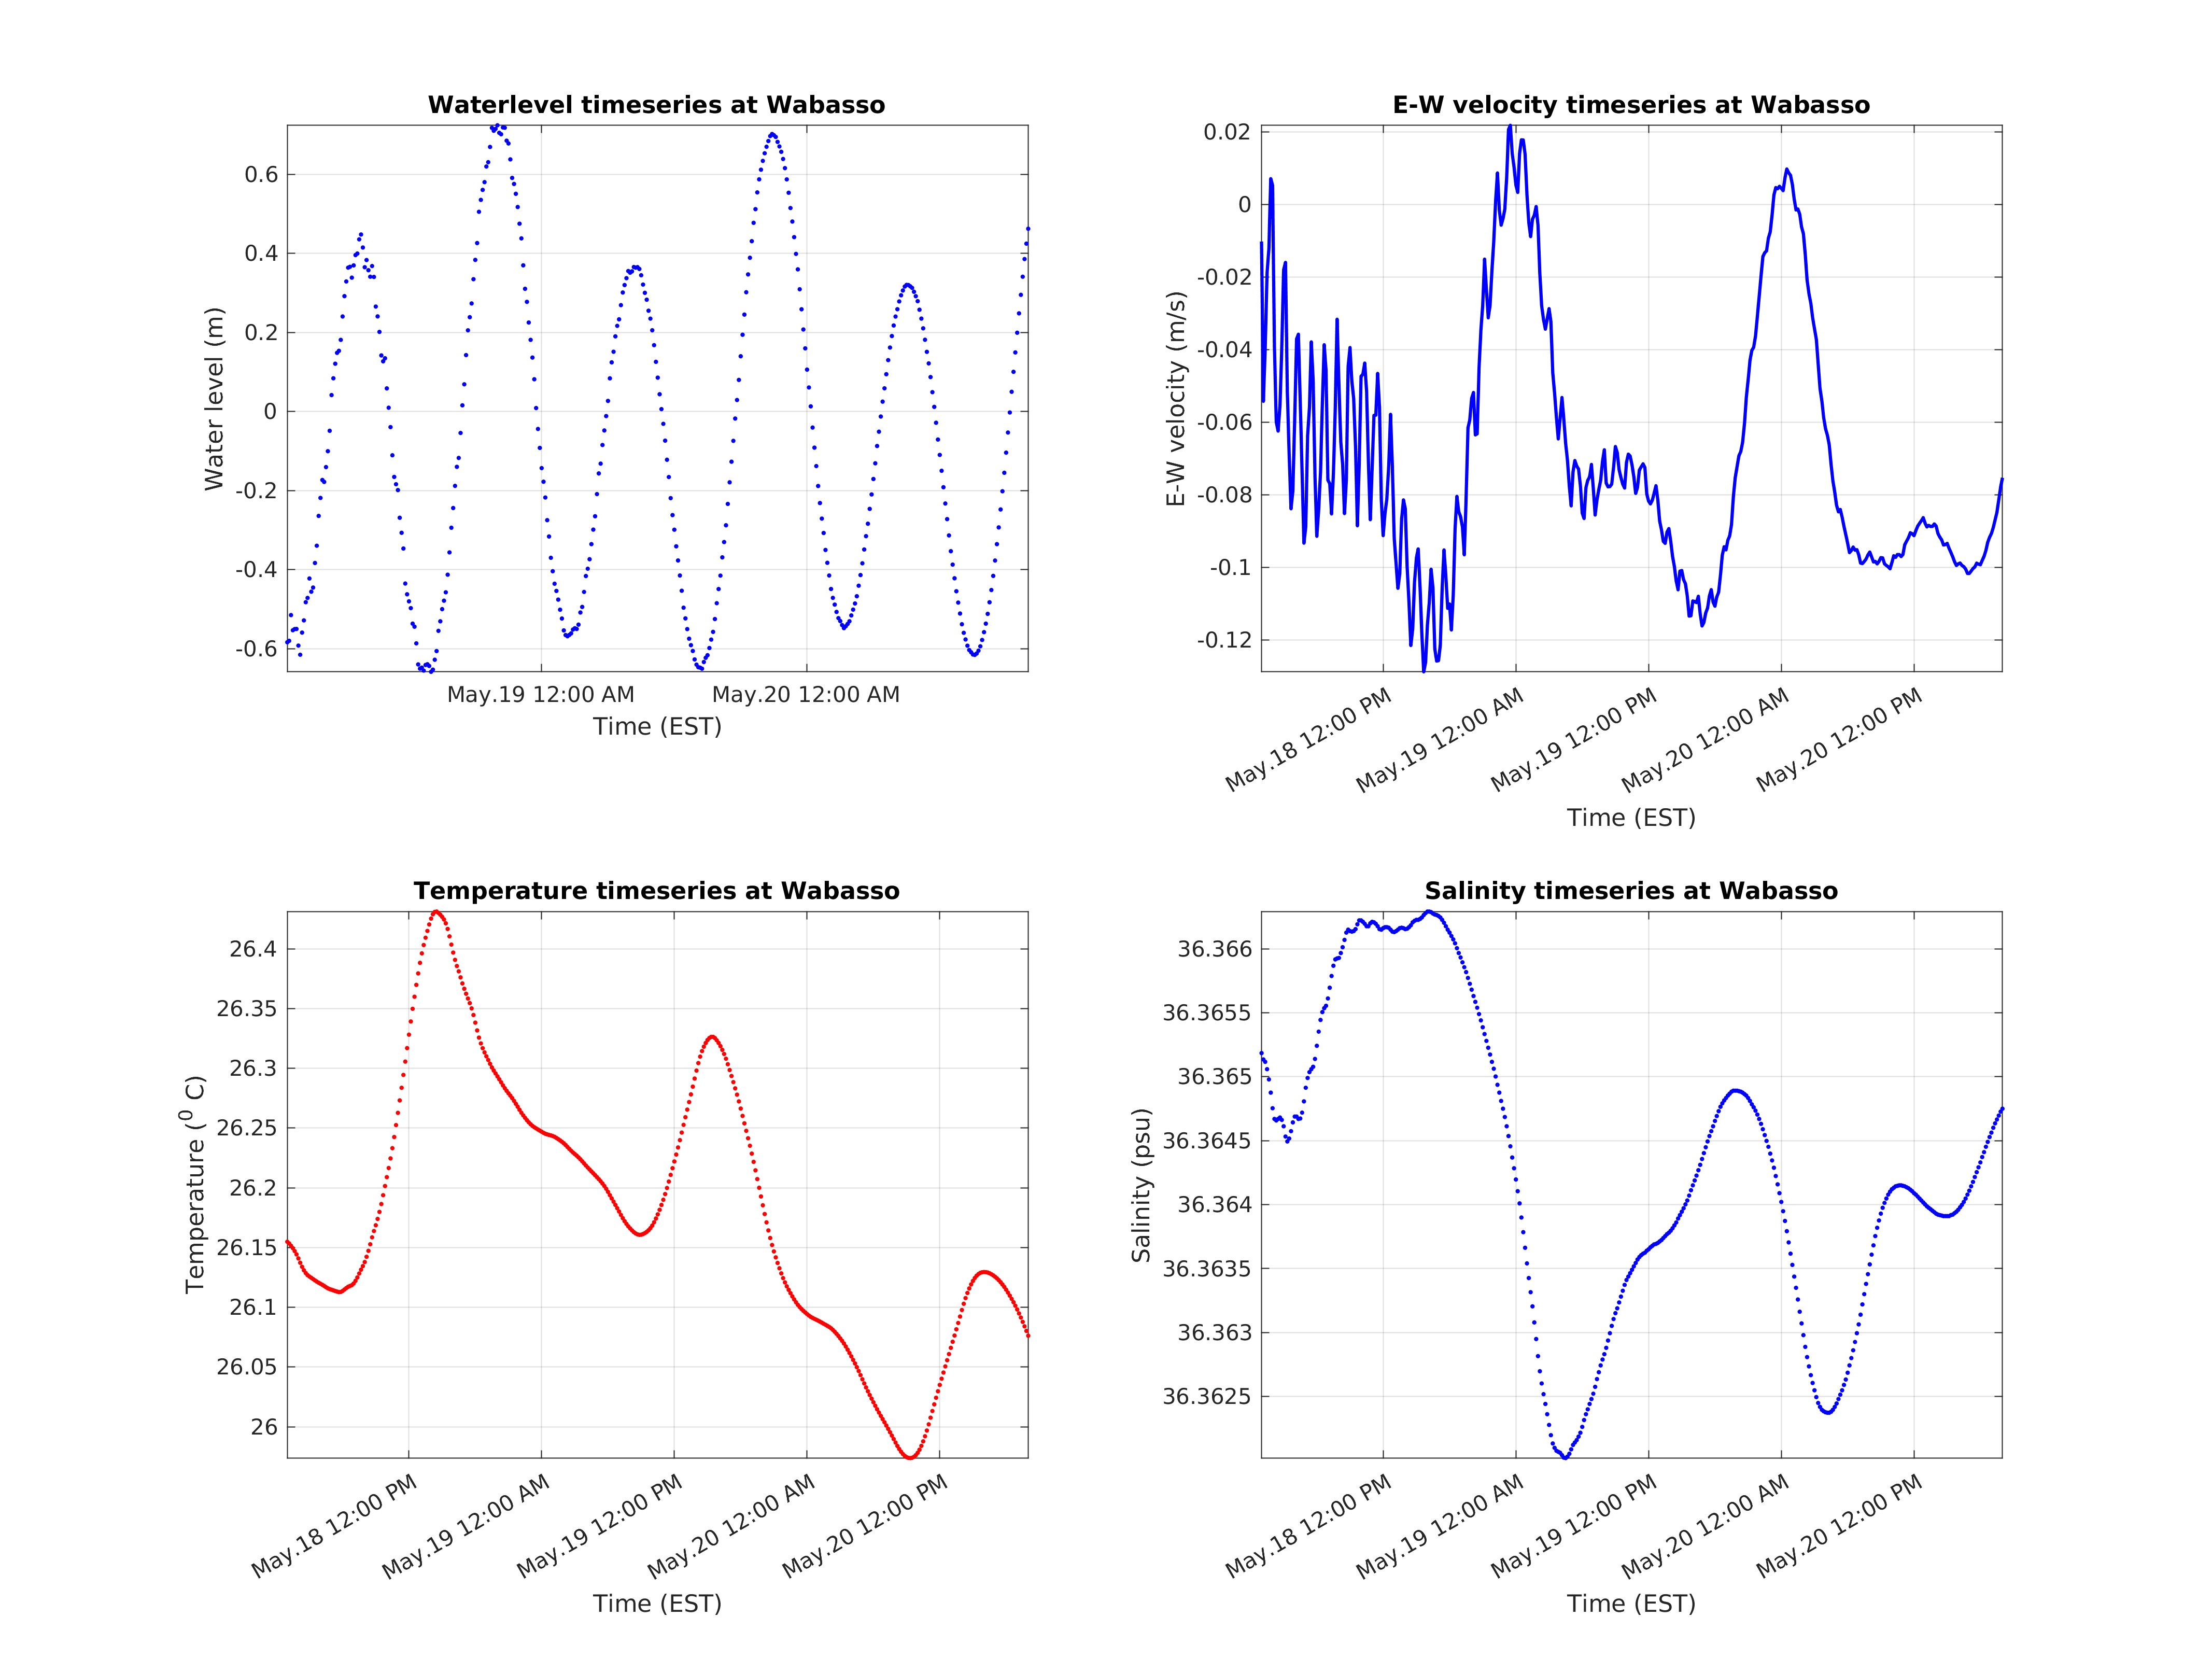 Waterlevel timeseries at Wabasso
0.6
0.4
0.2
0
-0.2
-0.4
-0.6
Water level (m)
May.19 12:00 AM
May.20 12:00 AM
Time (EST)
E-W velocity timeseries at Wabasso
0.02
0
-0.02
-0.04
-0.06
-0.08
-0.1
-0.12
E-W velocity (m/s)
May.18 12:00 PM
May.19 12:00 AM
May.19 12:00 PM
May.20 12:00 AM
May.20 12:00 PM
Time (EST)
Temperature timeseries at Wabasso
26.4
26.35
26.3
26.25
26.2
26.15
26.1
26.05
26
Temperature (⁰ C)
May.18 12:00 PM
May.19 12:00 AM
May.19 12:00 PM
May.20 12:00 AM
May.20 12:00 PM
Time (EST)
Salinity timeseries at Wabasso
36.366
36.3655
36.365
36.3645
36.364
36.3635
36.363
36.3625
Salinity (psu)
May.18 12:00 PM
May.19 12:00 AM
May.19 12:00 PM
May.20 12:00 AM
May.20 12:00 PM
Time (EST)